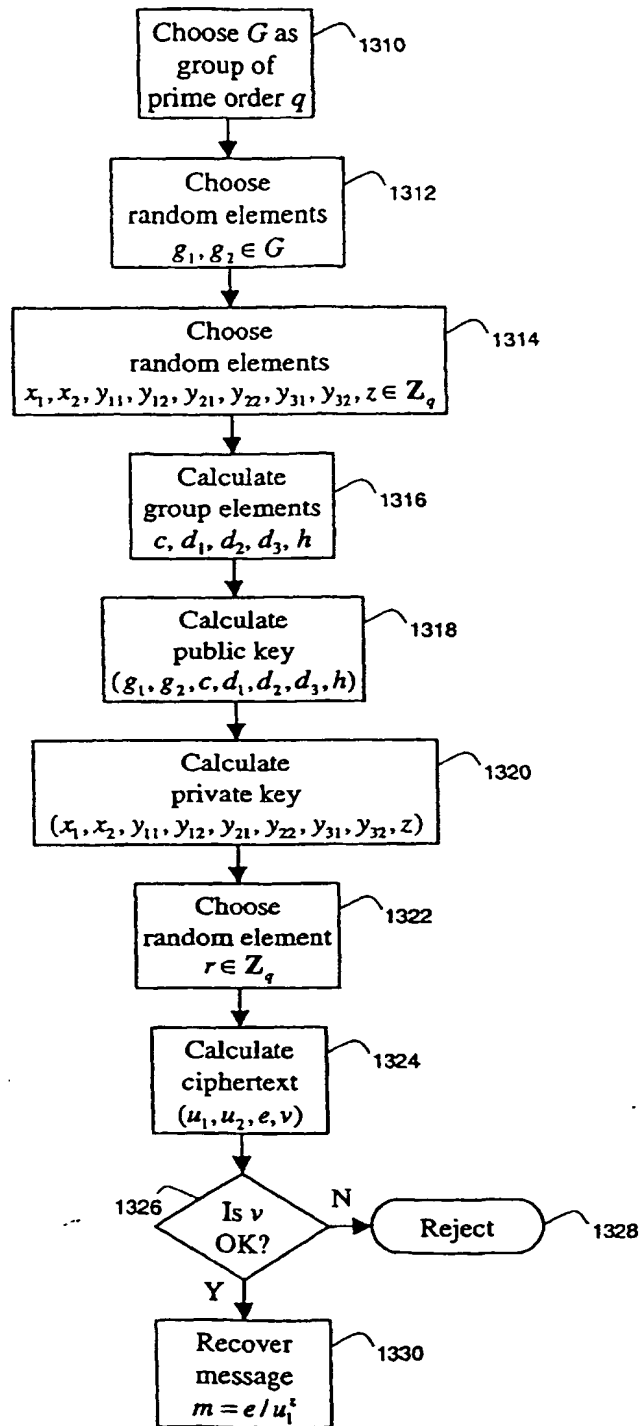 Choose G as
group of
prime order q
1310
Choose
random elements
g₁, g₂ ∈ G
1312
Choose
random elements
x₁, x₂, y₁₁, y₁₂, y₂₁, y₂₂, y₃₁, y₃₂, z ∈ Z_q
1314
Calculate
group elements
c, d₁, d₂, d₃, h
1316
Calculate
public key
(g₁, g₂, c, d₁, d₂, d₃, h)
1318
Calculate
private key
(x₁, x₂, y₁₁, y₁₂, y₂₁, y₂₂, y₃₁, y₃₂, z)
1320
Choose
random element
r ∈ Z_q
1322
Calculate
ciphertext
(u₁, u₂, e, v)
1324
1326
Is v
OK?
N
Reject
1328
Y
Recover
message
m = e / u₁ᶻ
1330